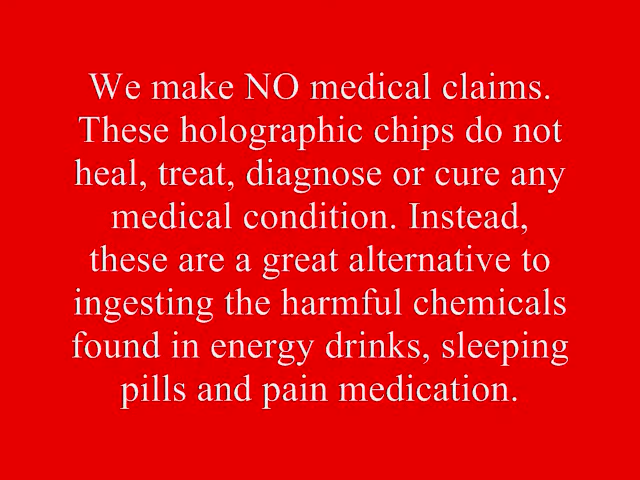 We make NO medical claims.
These holographic chips do not
heal, treat, diagnose or cure any
medical condition. Instead,
these are a great alternative to
ingesting the harmful chemicals
found in energy drinks, sleeping
pills and pain medication.